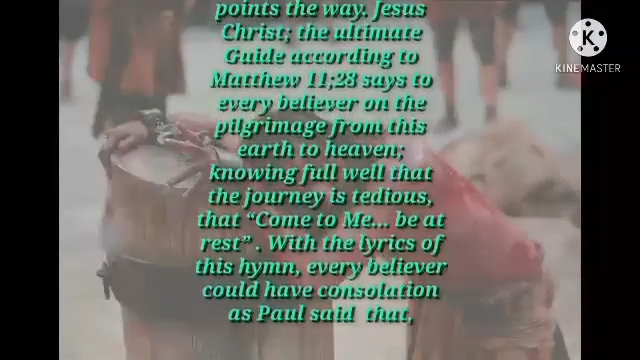 points the way. Jesus
Christ; the ultimate
Guide according to
Matthew 11;28 says to
every believer on the
pilgrimage from this
earth to heaven;
knowing full well that
the journey is tedious,
that “Come to Me... be at
rest” . With the lyrics of
this hymn, every believer
could have consolation
as Paul said that,
K
KINEMASTER